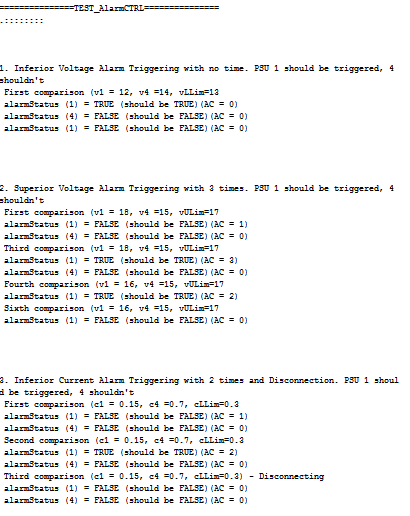 ===============TEST_AlarmCTRL===============
.::::::::
1. Inferior Voltage Alarm Triggering with no time. PSU 1 should be triggered, 4
shouldn't
First comparison (v1 = 12, v4 =14, vLLim=13
alarmStatus (1) = TRUE (should be TRUE)(AC = 0)
alarmStatus (4) = FALSE (should be FALSE)(AC = 0)
alarmStatus (1) = FALSE (should be FALSE)(AC = 0)
2. Superior Voltage Alarm Triggering with 3 times. PSU 1 should be triggered, 4
shouldn't
First comparison (v1 = 18, v4 =15, vULim=17
alarmStatus (1) = FALSE (should be FALSE)(AC = 1)
alarmStatus (4) = FALSE (should be FALSE)(AC = 0)
Third comparison (v1 = 18, v4 =15, vULim=17
alarmStatus (1) = TRUE (should be TRUE)(AC = 3)
alarmStatus (4) = FALSE (should be FALSE)(AC = 0)
Fourth comparison (v1 = 16, v4 =15, vULim=17
alarmStatus (1) = TRUE (should be TRUE)(AC = 2)
Sixth comparison (v1 = 16, v4 =15, vULim=17
alarmStatus (1) = FALSE (should be FALSE)(AC = 0)
3. Inferior Current Alarm Triggering with 2 times and Disconnection. PSU 1 shoul
d be triggered, 4 shouldn't
First comparison (c1 = 0.15, c4 =0.7, cLLim=0.3
alarmStatus (1) = FALSE (should be FALSE)(AC = 1)
alarmStatus (4) = FALSE (should be FALSE)(AC = 0)
Second comparison (c1 = 0.15, c4 =0.7, cLLim=0.3
alarmStatus (1) = TRUE (should be TRUE)(AC = 2)
alarmStatus (4) = FALSE (should be FALSE)(AC = 0)
Third comparison (c1 = 0.15, c4 =0.7, cLLim=0.3) - Disconnecting
alarmStatus (1) = FALSE (should be FALSE)(AC = 0)
alarmStatus (4) = FALSE (should be FALSE)(AC = 0)